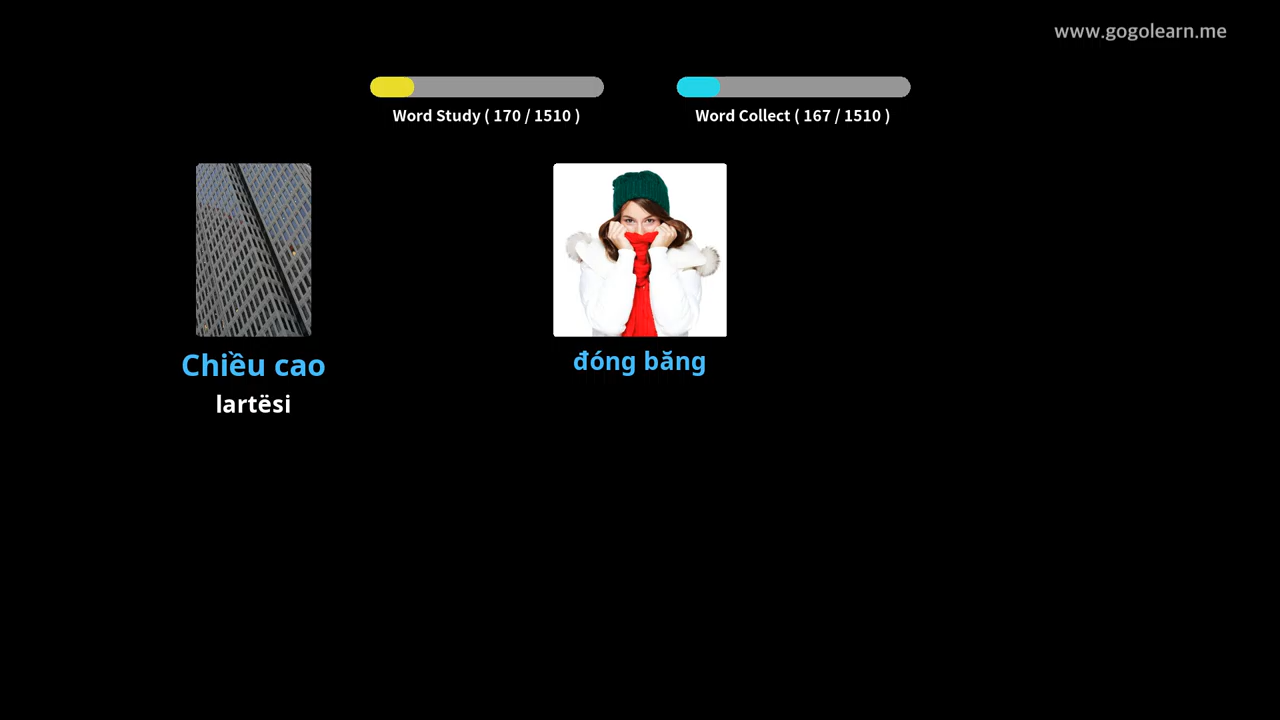 www.gogolearn.me
Word Study ( 170 / 1510 )
Word Collect ( 167 / 1510 )
Chiều cao
lartësi
đóng băng